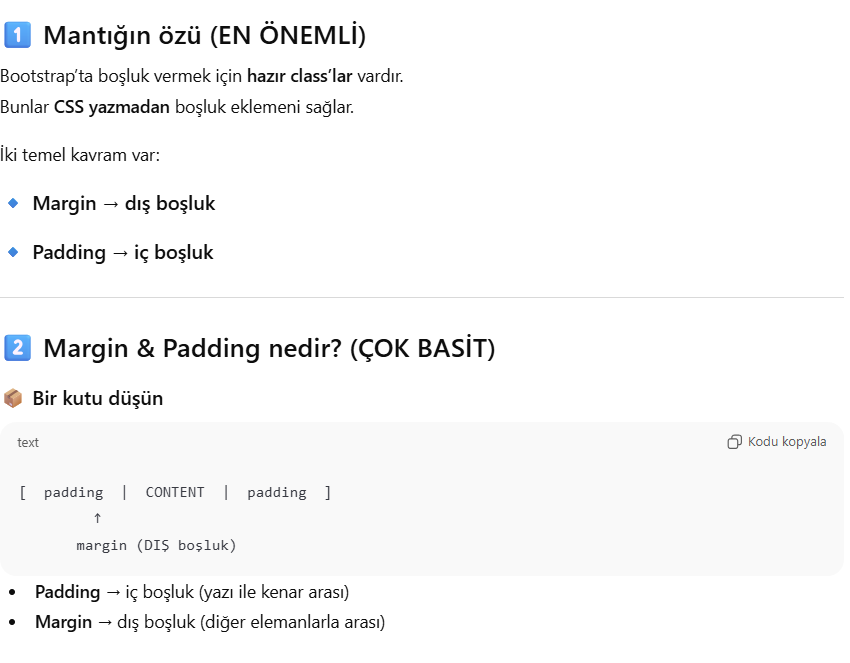 1 Mantığın özü (EN ÖNEMLİ)
Bootstrap’ta boşluk vermek için hazır class’lar vardır.
Bunlar CSS yazmadan boşluk eklemeni sağlar.
İki temel kavram var:
🔹 Margin → dış boşluk
🔹 Padding → iç boşluk
2 Margin & Padding nedir? (ÇOK BASİT)
📦 Bir kutu düşün
text
Kodu kopyala
[ padding | CONTENT | padding ]
↑
margin (DIŞ boşluk)
• Padding → iç boşluk (yazı ile kenar arası)
• Margin → dış boşluk (diğer elemanlarla arası)